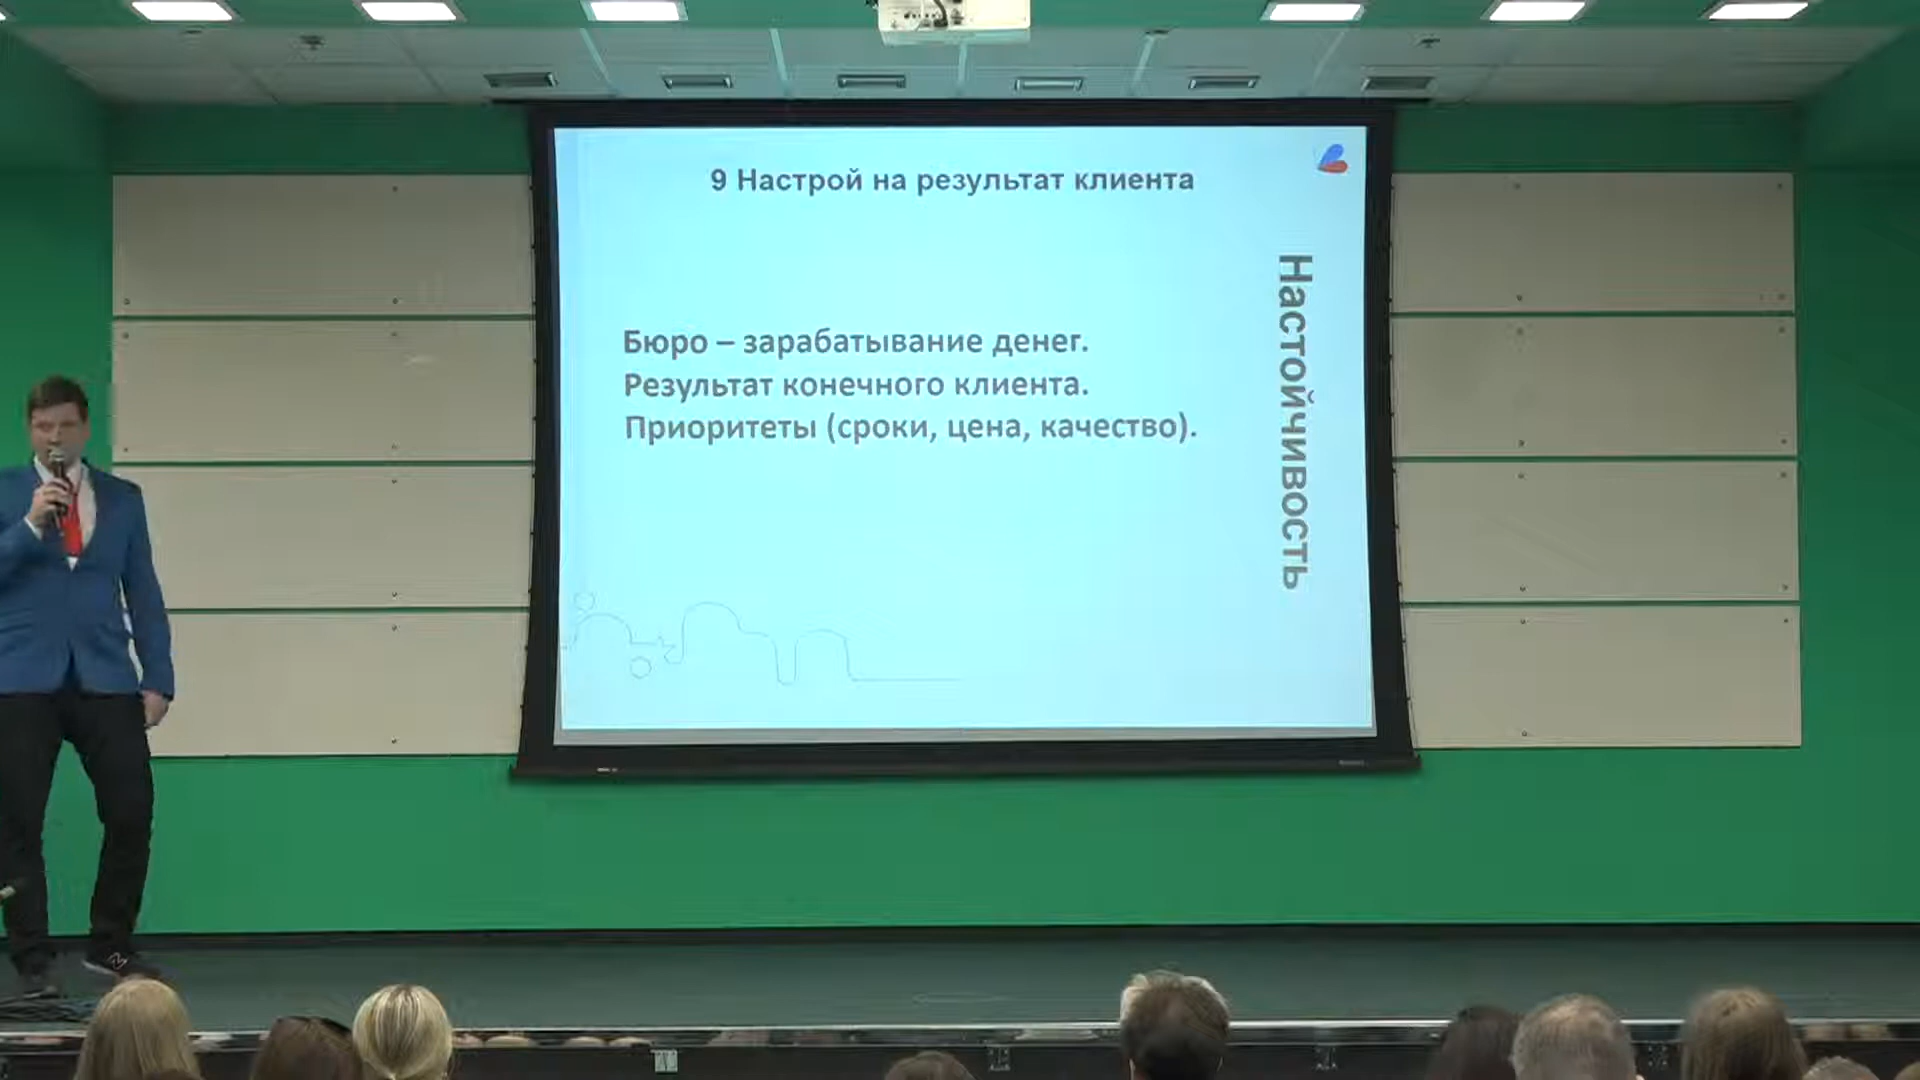 9 Настрой на результат клиента
Бюро – зарабатывание денег.
Результат конечного клиента.
Приоритеты (сроки, цена, качество).
Настойчивость